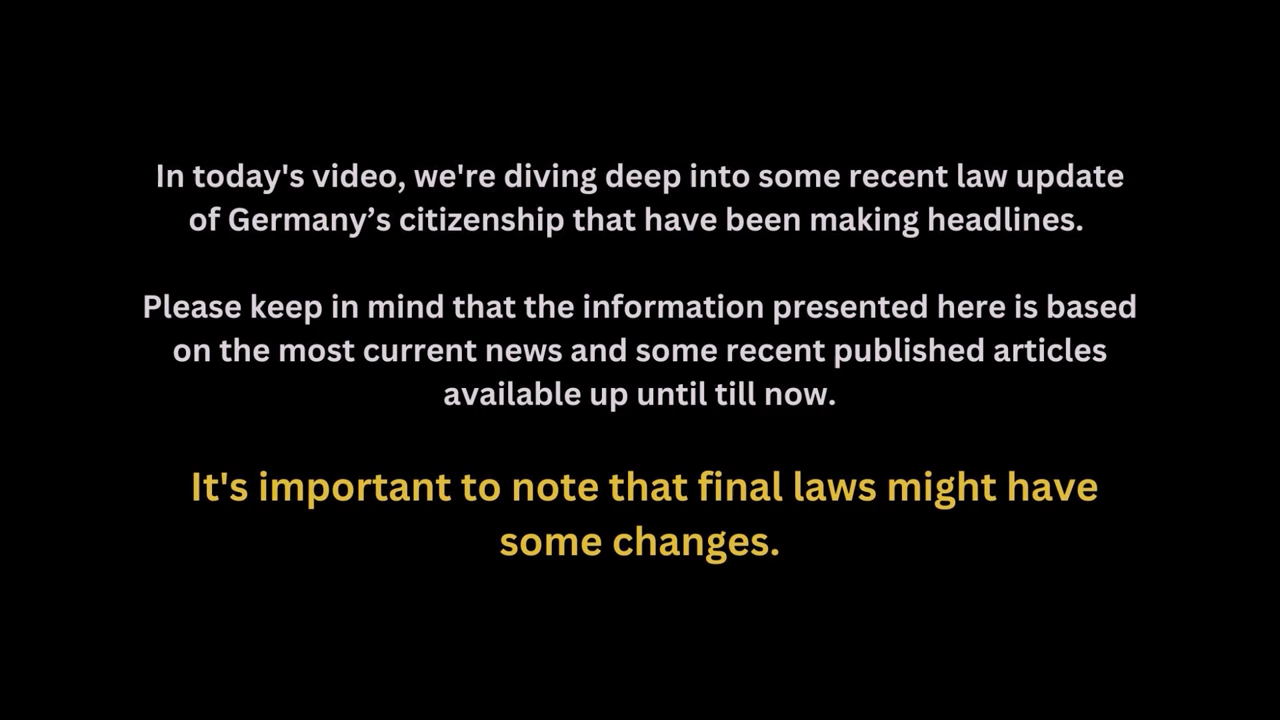 In today's video, we're diving deep into some recent law update
of Germany’s citizenship that have been making headlines.
Please keep in mind that the information presented here is based
on the most current news and some recent published articles
available up until till now.
It's important to note that final laws might have
some changes.